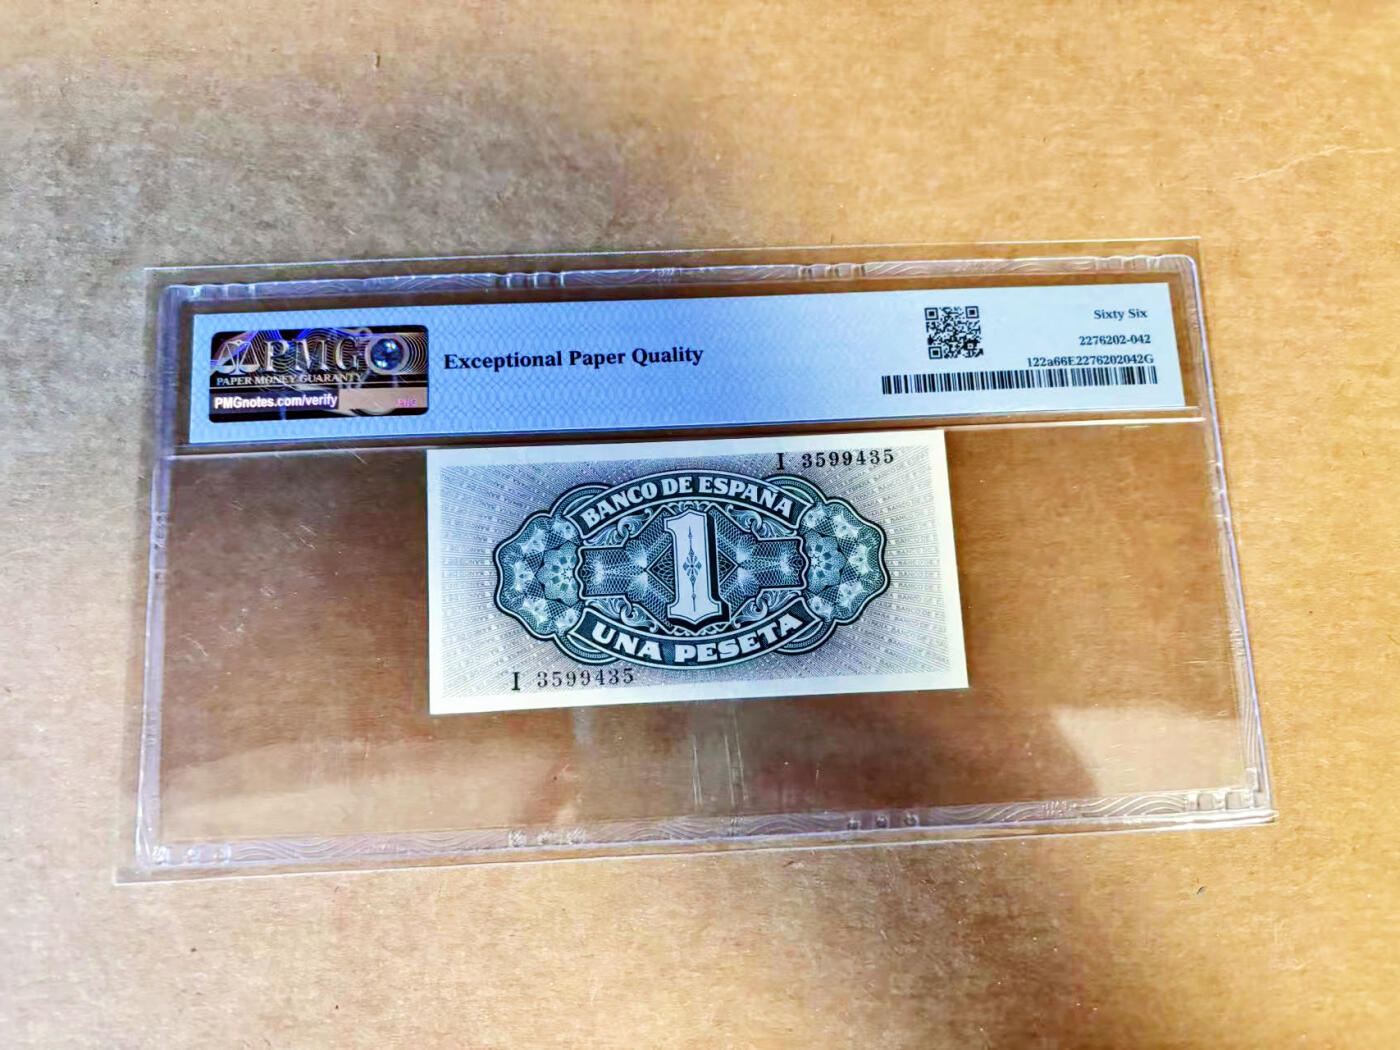 PMG
PAPER MONEY GUARANTY
PMGnotes.com/verify
Exceptional Paper Quality
Sixty Six
2276202-042
122a66E2276202042G
I 3599435
BANCO DE ESPAÑA
1
UNA PESETA
I 3599435